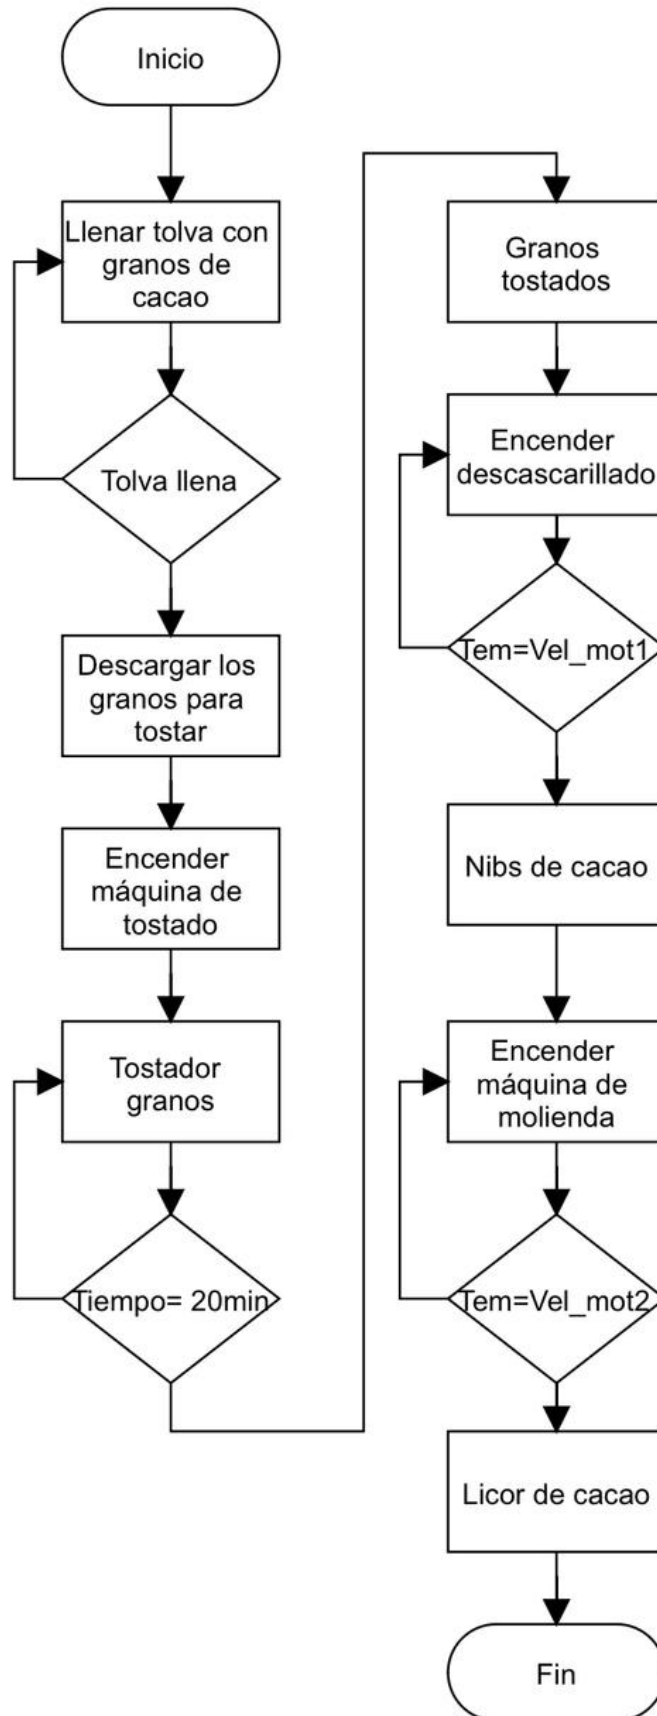 Inicio
Llenar tolva con
granos de
cacao
Tolva llena
Descargar los
granos para
tostar
Encender
máquina de
tostado
Tostador
granos
Tiempo= 20min
Granos
tostados
Encender
descascarillado
Tem=Vel_mot1
Nibs de cacao
Encender
máquina de
molienda
Tem=Vel_mot2
Licor de cacao
Fin